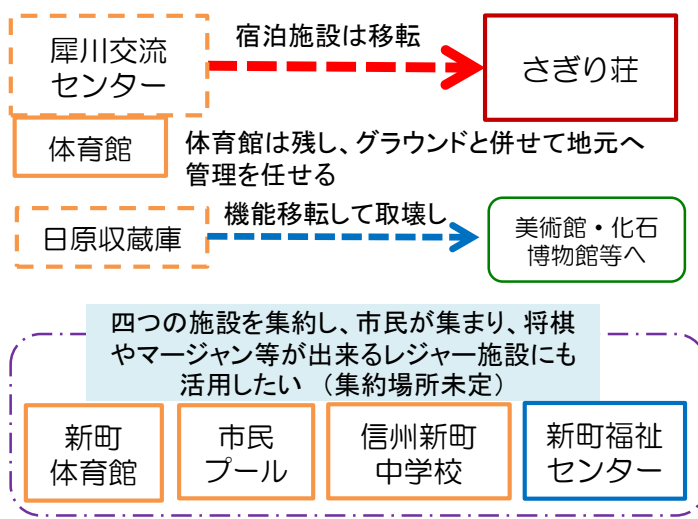 犀川交流
センター
宿泊施設は移転
さぎり荘
体育館
体育館は残し、グラウンドと併せて地元へ
管理を任せる
日原収蔵庫
機能移転して取壊し
美術館・化石
博物館等へ
四つの施設を集約し、市民が集まり、将棋
やマージャン等が出来るレジャー施設にも
活用したい （集約場所未定）
新町
体育館
市民
プール
信州新町
中学校
新町福祉
センター